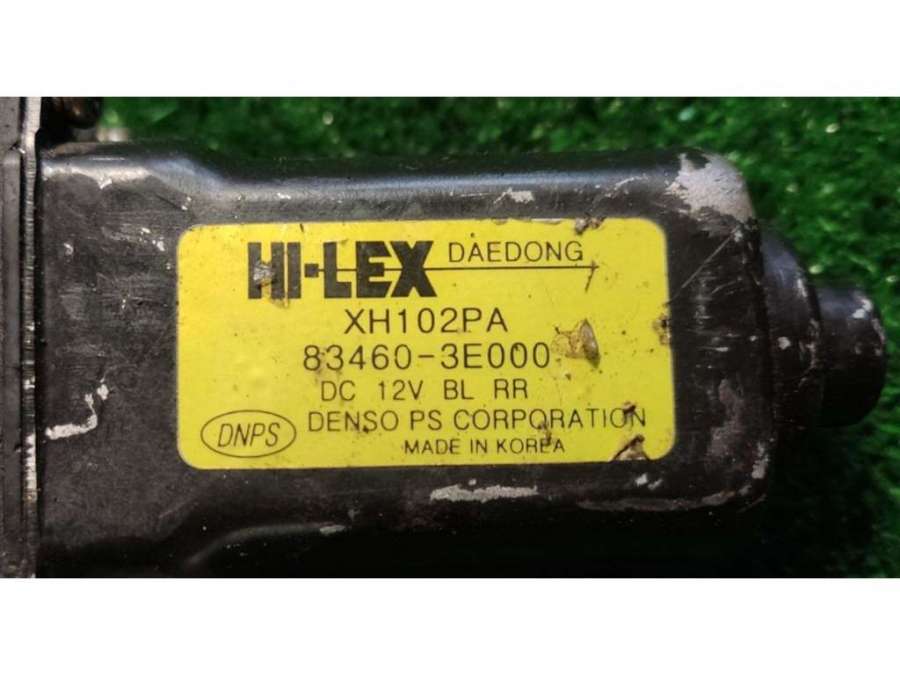 HI-LEX DAEDONG
XH102PA
83460-3E000
DC 12V BL RR
DNPS DENSO PS CORPORATION
MADE IN KOREA